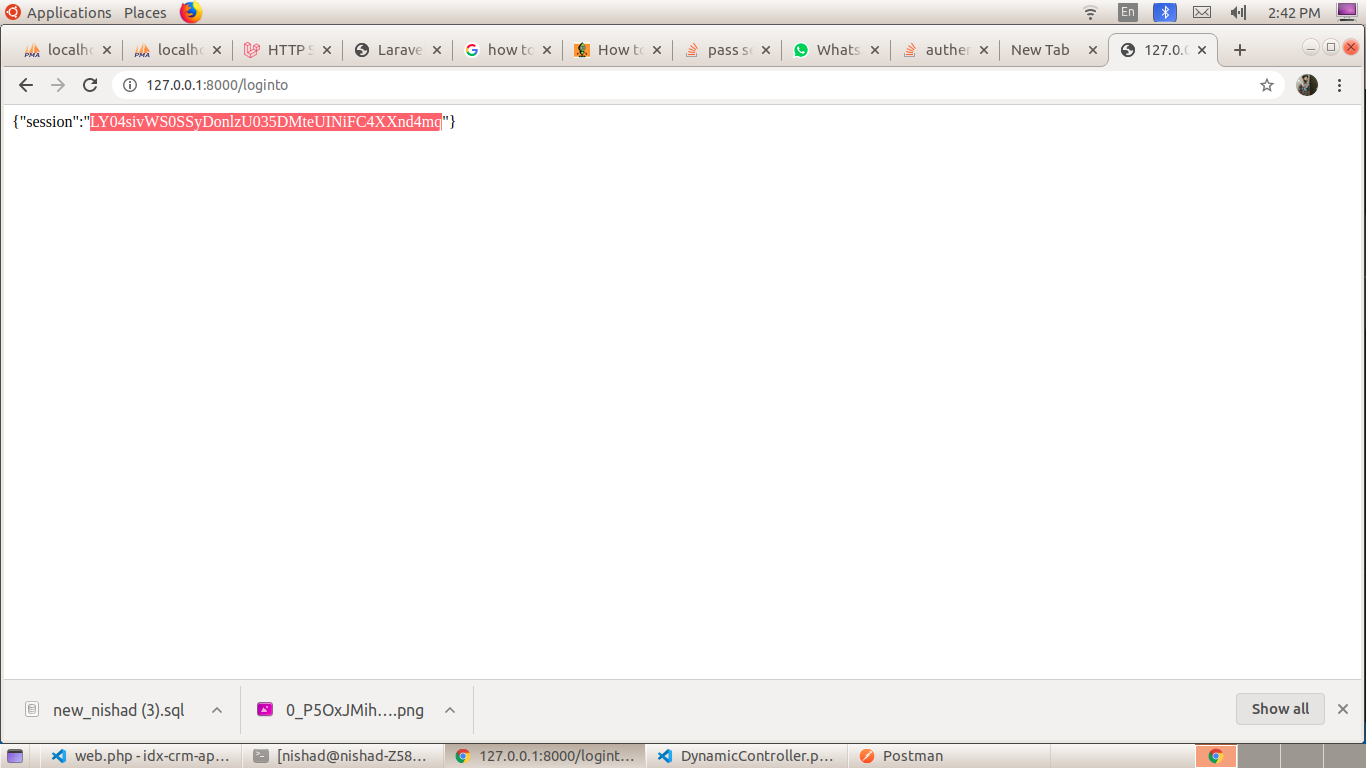 Applications Places En 2:42 PM
localho localho HTTP S Larave how to How to pass se Whats authen New Tab 127.0.0
127.0.0.1:8000/loginto
{"session":"LY04sivWS0SSyDonlzU035DMteUINiFC4XXnd4mq"}
new_nishad (3).sql 0_P5OxJMih....png Show all
web.php - idx-crm-ap... [nishad@nishad-Z58... 127.0.0.1:8000/logint... DynamicController.p... Postman